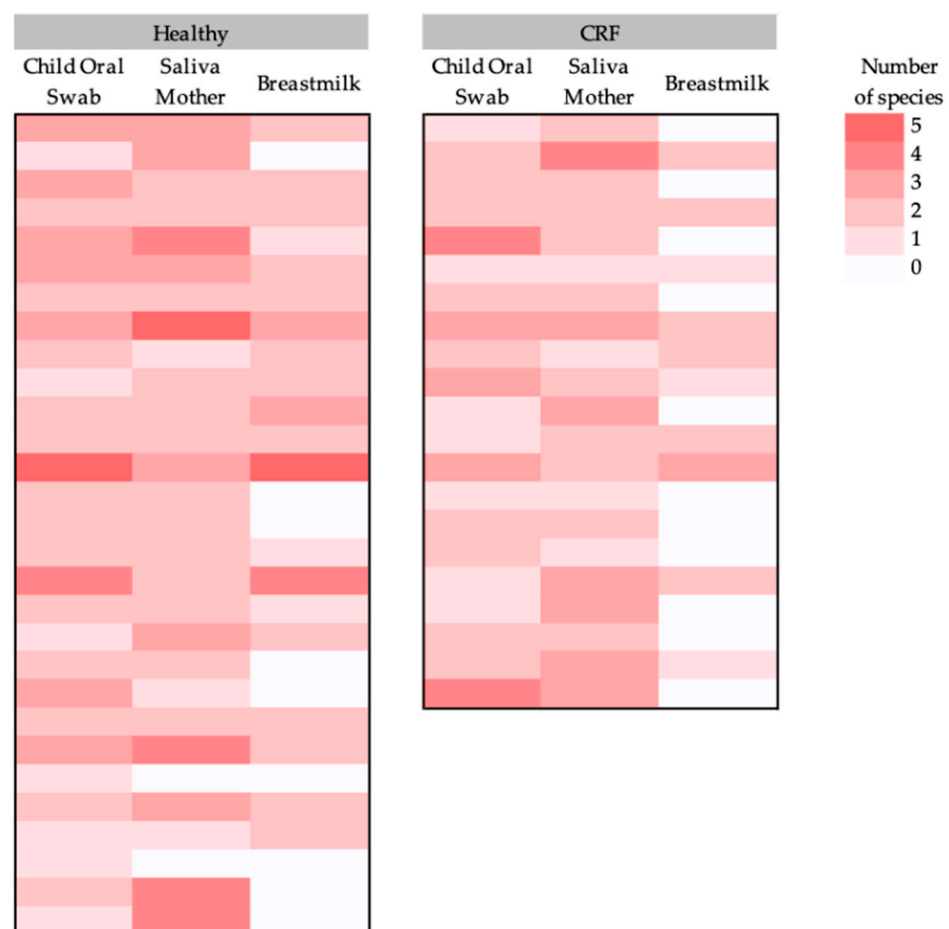 Healthy
Child Oral
Swab
Saliva
Mother
Breastmilk
CRF
Child Oral
Swab
Saliva
Mother
Breastmilk
Number
of species
5
4
3
2
1
0